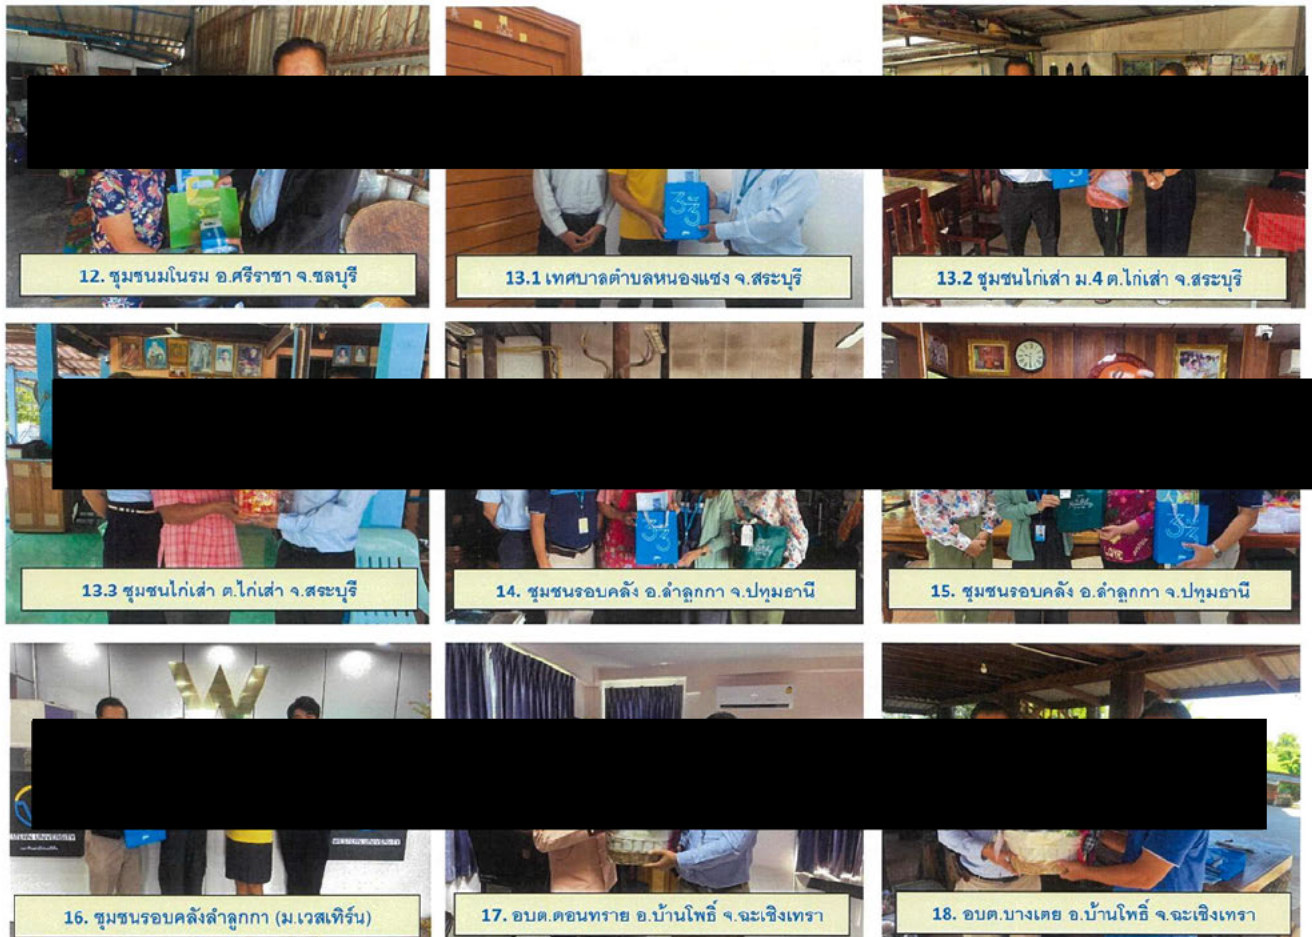 12. ชุมชนมโนรม อ.ศรีราชา จ.ชลบุรี
13.1 เทศบาลตำบลหนองแซง จ.สระบุรี
13.2 ชุมชนไก่เส่า ม.4 ต.ไก่เส่า จ.สระบุรี
13.3 ชุมชนไก่เส่า ต.ไก่เส่า จ.สระบุรี
14. ชุมชนรอบคลัง อ.ลำลูกกา จ.ปทุมธานี
15. ชุมชนรอบคลัง อ.ลำลูกกา จ.ปทุมธานี
W
WESTERN UNIVERSITY
16. ชุมชนรอบคลังลำลูกกา (ม.เวสเทิร์น)
17. อบต.ดอนทราย อ.บ้านโพธิ์ จ.ฉะเชิงเทรา
18. อบต.บางเตย อ.บ้านโพธิ์ จ.ฉะเชิงเทรา